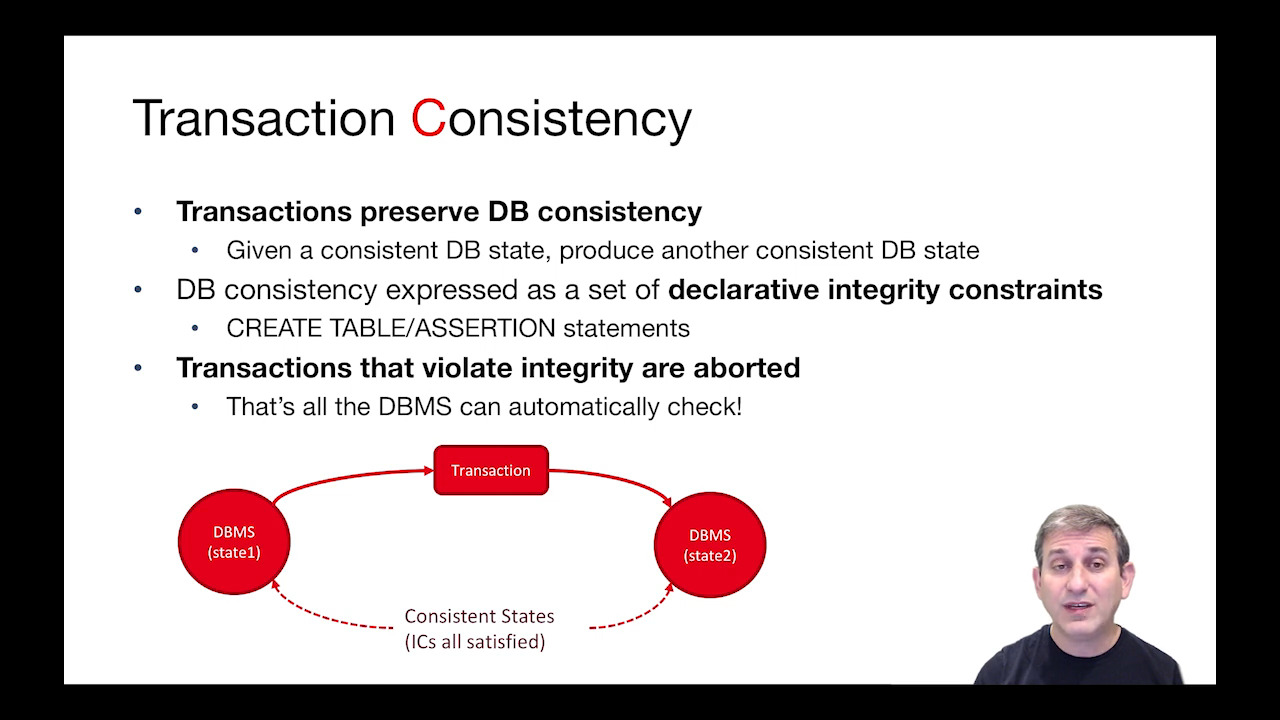 Transaction Consistency
• Transactions preserve DB consistency
• Given a consistent DB state, produce another consistent DB state
• DB consistency expressed as a set of declarative integrity constraints
• CREATE TABLE/ASSERTION statements
• Transactions that violate integrity are aborted
• That's all the DBMS can automatically check!
Transaction
DBMS
(state1)
DBMS
(state2)
Consistent States
(ICs all satisfied)